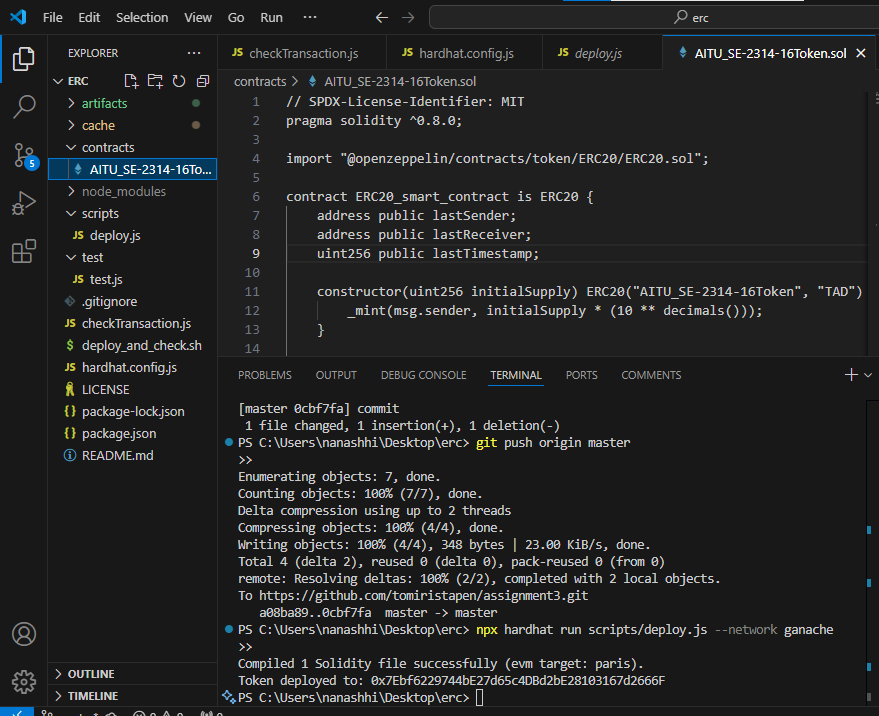 File Edit Selection View Go Run ··· erc
EXPLORER ···
ERC
artifacts
cache
contracts
AITU_SE-2314-16To...
node_modules
scripts
JS deploy.js
test
JS test.js
.gitignore
JS checkTransaction.js
$ deploy_and_check.sh
JS hardhat.config.js
LICENSE
{} package-lock.json
{} package.json
README.md
OUTLINE
TIMELINE
5
JS checkTransaction.js JS hardhat.config.js JS deploy.js AITU_SE-2314-16Token.sol
contracts > AITU_SE-2314-16Token.sol
1 // SPDX-License-Identifier: MIT
2 pragma solidity ^0.8.0;
3
4 import "@openzeppelin/contracts/token/ERC20/ERC20.sol";
5
6 contract ERC20_smart_contract is ERC20 {
7 address public lastSender;
8 address public lastReceiver;
9 uint256 public lastTimestamp;
10
11 constructor(uint256 initialSupply) ERC20("AITU_SE-2314-16Token", "TAD")
12 _mint(msg.sender, initialSupply * (10 ** decimals()));
13 }
14
PROBLEMS OUTPUT DEBUG CONSOLE TERMINAL PORTS COMMENTS
[master 0cbf7fa] commit
1 file changed, 1 insertion(+), 1 deletion(-)
PS C:\Users\nanashhi\Desktop\erc> git push origin master
>>
Enumerating objects: 7, done.
Counting objects: 100% (7/7), done.
Delta compression using up to 2 threads
Compressing objects: 100% (4/4), done.
Writing objects: 100% (4/4), 348 bytes | 23.00 KiB/s, done.
Total 4 (delta 2), reused 0 (delta 0), pack-reused 0 (from 0)
remote: Resolving deltas: 100% (2/2), completed with 2 local objects.
To https://github.com/tomiristapen/assignment3.git
a08ba89..0cbf7fa master -> master
PS C:\Users\nanashhi\Desktop\erc> npx hardhat run scripts/deploy.js --network ganache
>>
Compiled 1 Solidity file successfully (evm target: paris).
Token deployed to: 0x7Ebf6229744bE27d65c4DBd2bE28103167d2666F
PS C:\Users\nanashhi\Desktop\erc>